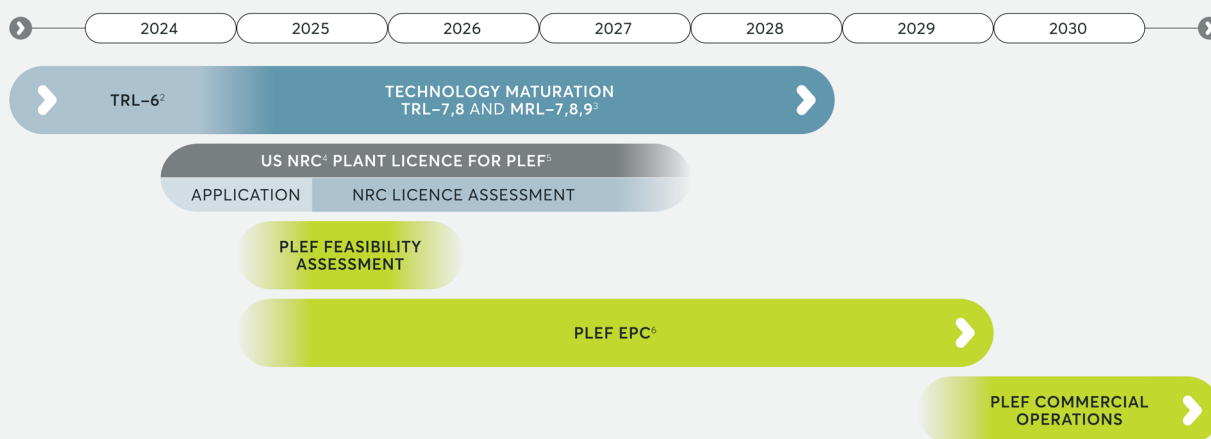 2024 2025 2026 2027 2028 2029 2030
TRL–6²
TECHNOLOGY MATURATION
TRL–7,8 AND MRL–7,8,9³
US NRC⁴ PLANT LICENCE FOR PLEF⁵
APPLICATION NRC LICENCE ASSESSMENT
PLEF FEASIBILITY
ASSESSMENT
PLEF EPC⁶
PLEF COMMERCIAL
OPERATIONS